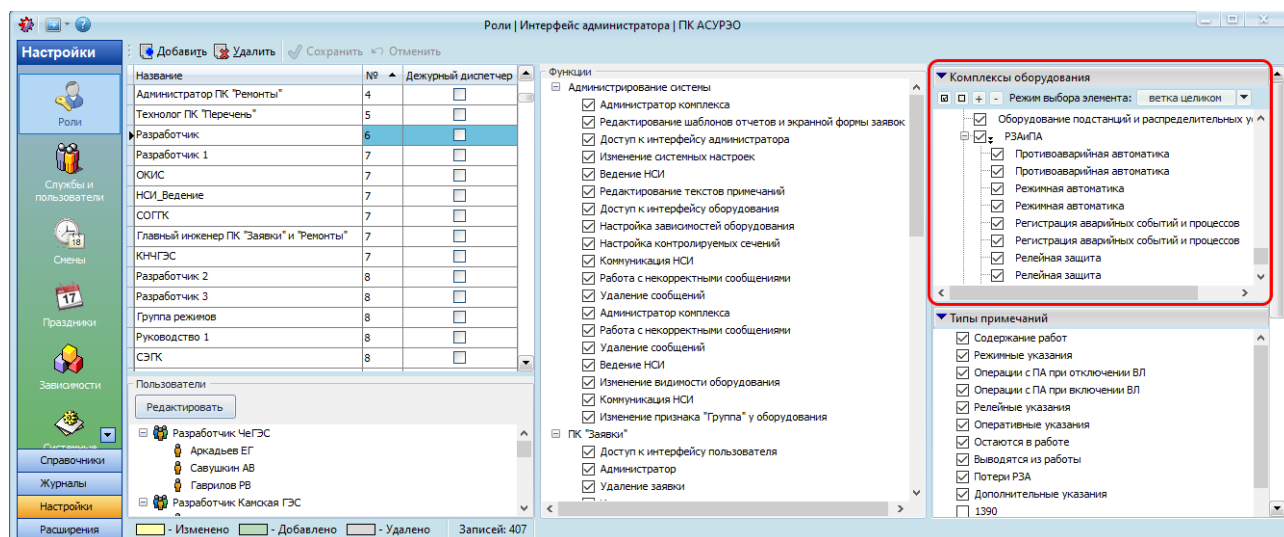 Роли | Интерфейс администратора | ПК АСУРЭО
Настройки
Добавить Удалить Сохранить Отменить
Роли
Службы и
пользователи
18
Смены
17
Праздники
Зависимости
Справочники
Журналы
Настройки
Расширения
Название № Дежурный диспетчер
Администратор ПК "Ремонты" 4
Технолог ПК "Перечень" 5
Разработчик 6
Разработчик 1 7
ОКИС 7
НСИ_Ведение 7
СОГГК 7
Главный инженер ПК "Заявки" и "Ремонты" 7
КНЧГЭС 7
Разработчик 2 8
Разработчик 3 8
Группа режимов 8
Руководство 1 8
СЭГК 8
Пользователи
Редактировать
Разработчик ЧеГЭС
Аркадьев ЕГ
Савушкин АВ
Гаврилов РВ
Разработчик Камская ГЭС
- Изменено - Добавлено - Удалено Записей: 407
Функции
Администрирование системы
Администратор комплекса
Редактирование шаблонов отчетов и экранной формы заявок
Доступ к интерфейсу администратора
Изменение системных настроек
Ведение НСИ
Редактирование текстов примечаний
Доступ к интерфейсу оборудования
Настройка зависимостей оборудования
Настройка контролируемых сечений
Коммуникация НСИ
Работа с некорректными сообщениями
Удаление сообщений
Администратор комплекса
Работа с некорректными сообщениями
Удаление сообщений
Ведение НСИ
Изменение видимости оборудования
Коммуникация НСИ
Изменение признака "Группа" у оборудования
ПК "Заявки"
Доступ к интерфейсу пользователя
Администратор
Удаление заявки
Комплексы оборудования
Режим выбора элемента: ветка целиком
Оборудование подстанций и распределительных
РЗАиПА
Противоаварийная автоматика
Противоаварийная автоматика
Режимная автоматика
Режимная автоматика
Регистрация аварийных событий и процессов
Регистрация аварийных событий и процессов
Релейная защита
Релейная защита
Типы примечаний
Содержание работ
Режимные указания
Операции с ПА при отключении ВЛ
Операции с ПА при включении ВЛ
Релейные указания
Оперативные указания
Остаются в работе
Выводятся из работы
Потери РЗА
Дополнительные указания
1390